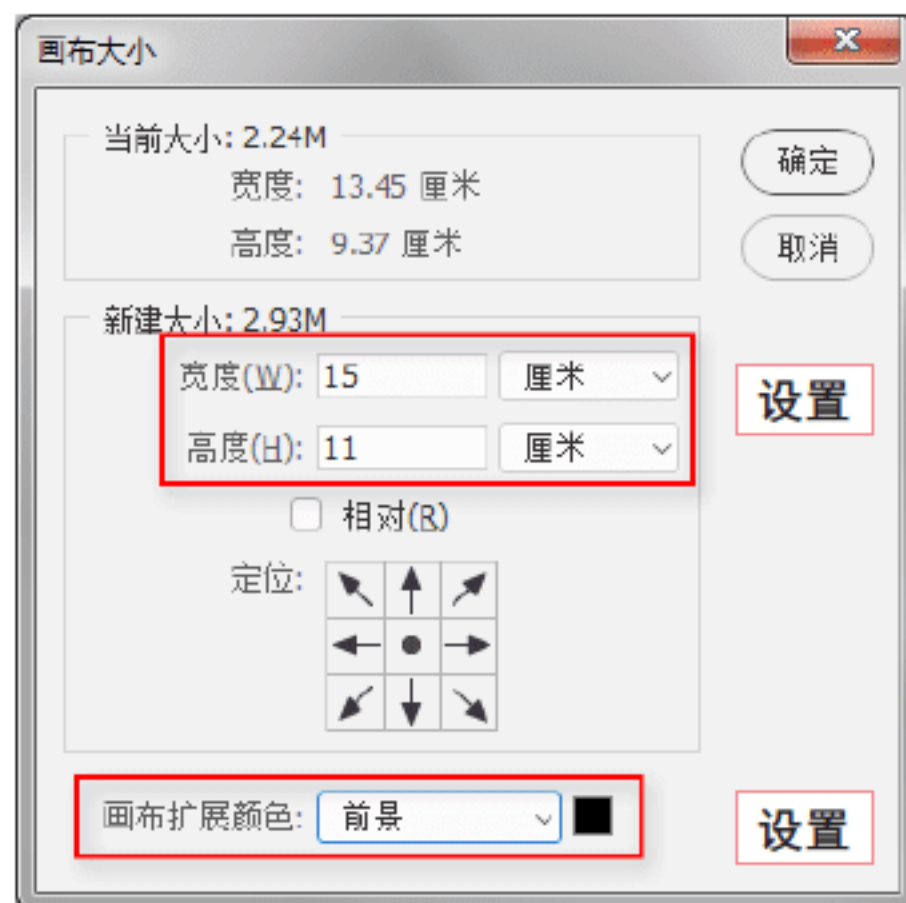 画布大小
当前大小: 2.24M
宽度: 13.45 厘米
高度: 9.37 厘米
确定
取消
新建大小: 2.93M
宽度(W): 15 厘米
高度(H): 11 厘米
设置
相对(R)
定位:
画布扩展颜色: 前景
设置